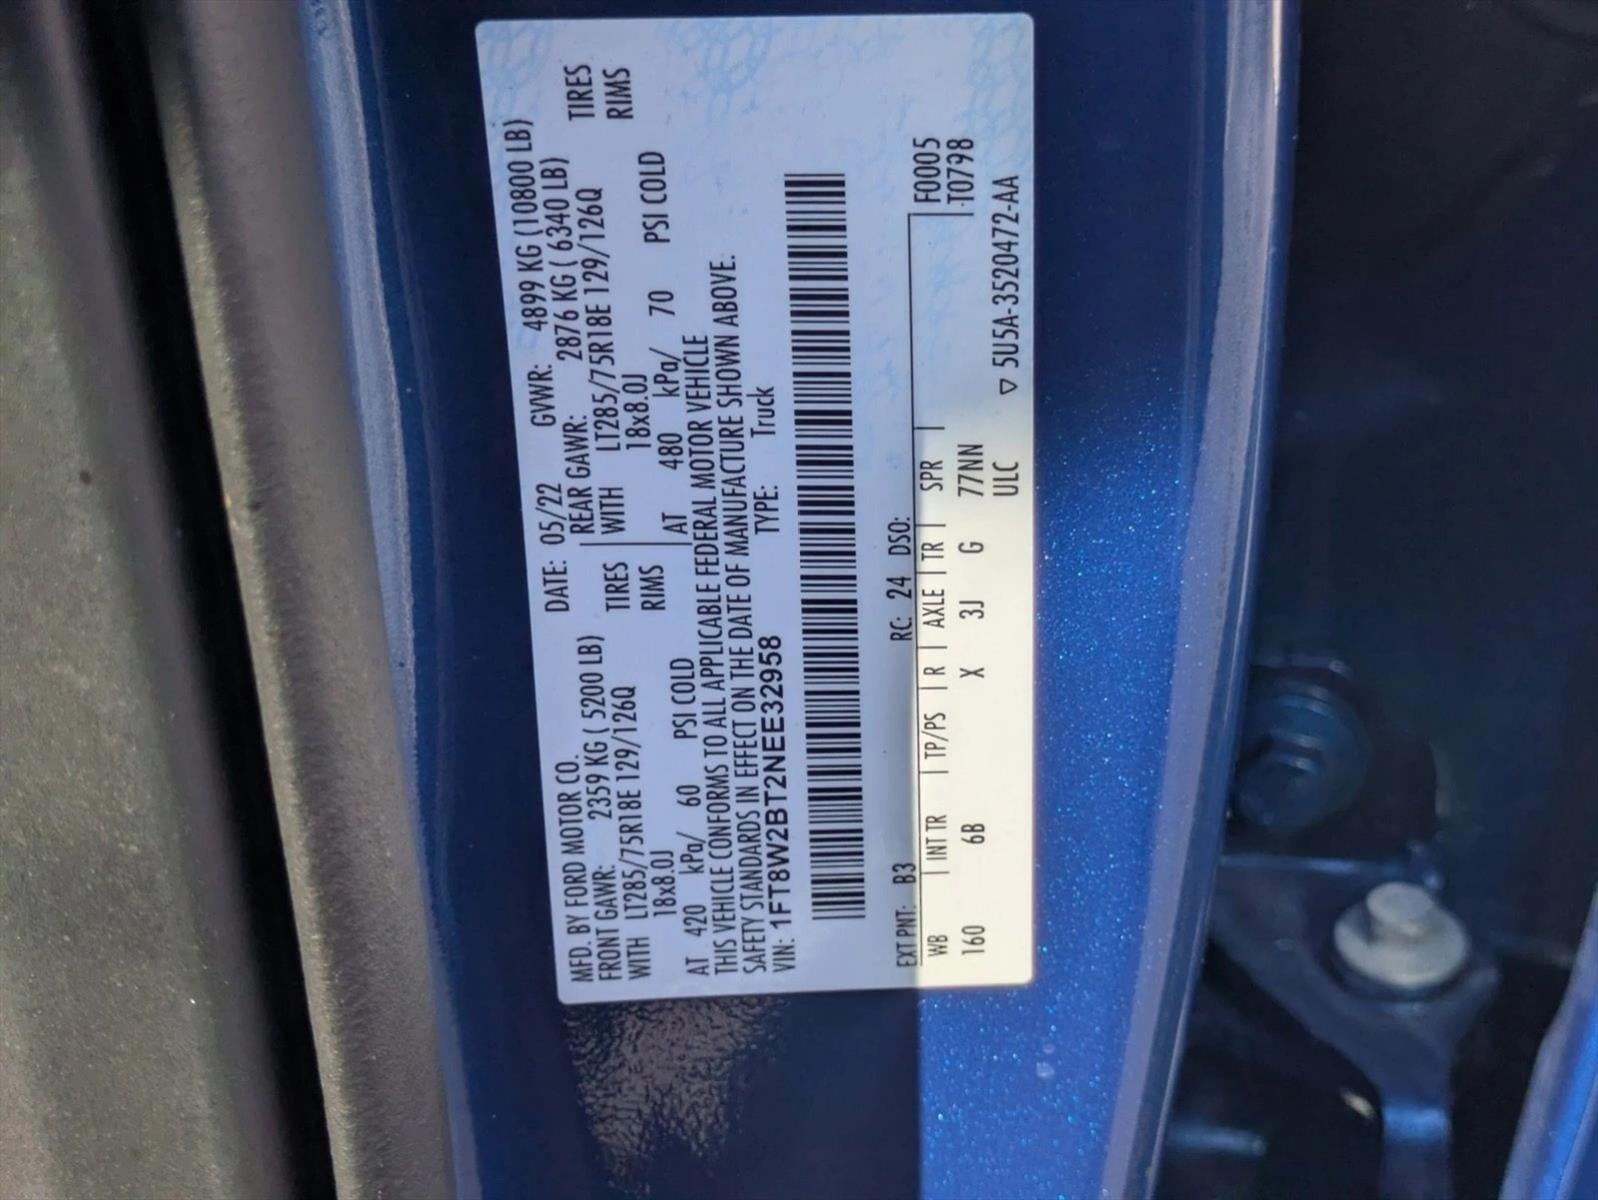 MFD. BY FORD MOTOR CO. DATE: 05/22 GVWR: 4899 KG (10800 LB)
FRONT GAWR: 2359 KG ( 5200 LB) REAR GAWR: 2876 KG ( 6340 LB)
WITH LT285/75R18E 129/126Q TIRES WITH LT285/75R18E 129/126Q TIRES
18x8.0J RIMS 18x8.0J RIMS
AT 420 kPa/ 60 PSI COLD AT 480 kPa/ 70 PSI COLD
THIS VEHICLE CONFORMS TO ALL APPLICABLE FEDERAL MOTOR VEHICLE
SAFETY STANDARDS IN EFFECT ON THE DATE OF MANUFACTURE SHOWN ABOVE.
VIN: 1FT8W2BT2NEE32958 TYPE: Truck
EXT PNT: B3 RC: 24 DSO: F0005
WB | INT TR | TP/PS | R | AXLE | TR | SPR | T0798
160 6B X 3J G 77NN
ULC ▽ 5U5A-3520472-AA